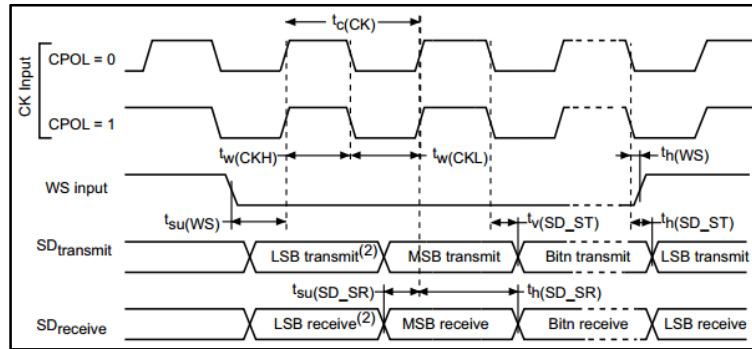 tc(CK)
CK Input
CPOL = 0
CPOL = 1
tw(CKH)
tw(CKL)
th(WS)
WS input
tsu(WS)
tv(SD_ST)
th(SD_ST)
SDtransmit
LSB transmit(2)
MSB transmit
Bitn transmit
LSB transmit
tsu(SD_SR)
th(SD_SR)
SDreceive
LSB receive(2)
MSB receive
Bitn receive
LSB receive